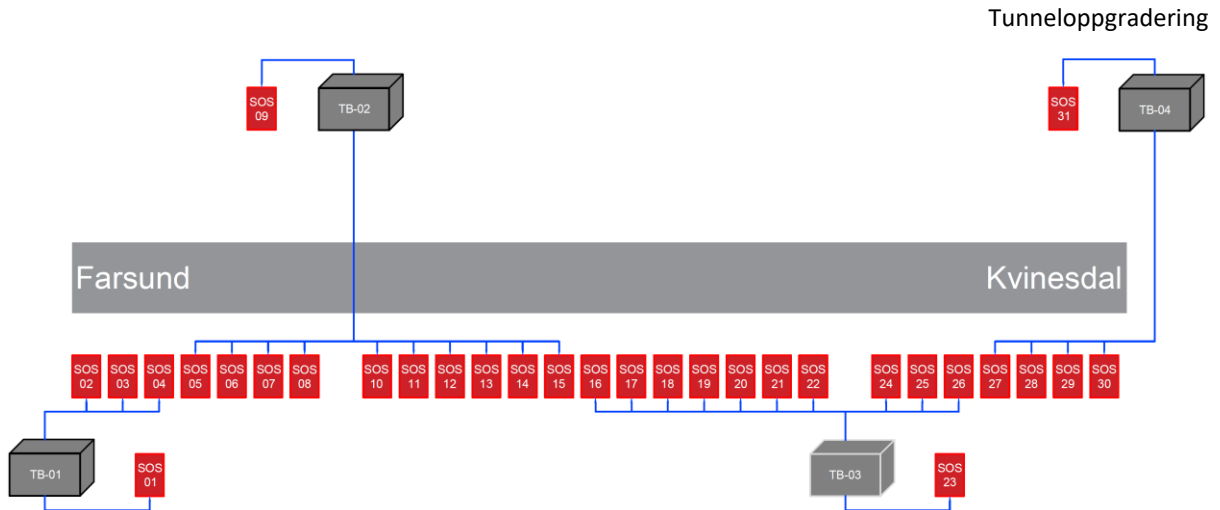 Tunneloppgradering
SOS
09
TB-02
SOS
31
TB-04
Farsund
Kvinesdal
SOS
02
SOS
03
SOS
04
SOS
05
SOS
06
SOS
07
SOS
08
SOS
10
SOS
11
SOS
12
SOS
13
SOS
14
SOS
15
SOS
16
SOS
17
SOS
18
SOS
19
SOS
20
SOS
21
SOS
22
SOS
24
SOS
25
SOS
26
SOS
27
SOS
28
SOS
29
SOS
30
TB-01
SOS
01
TB-03
SOS
23